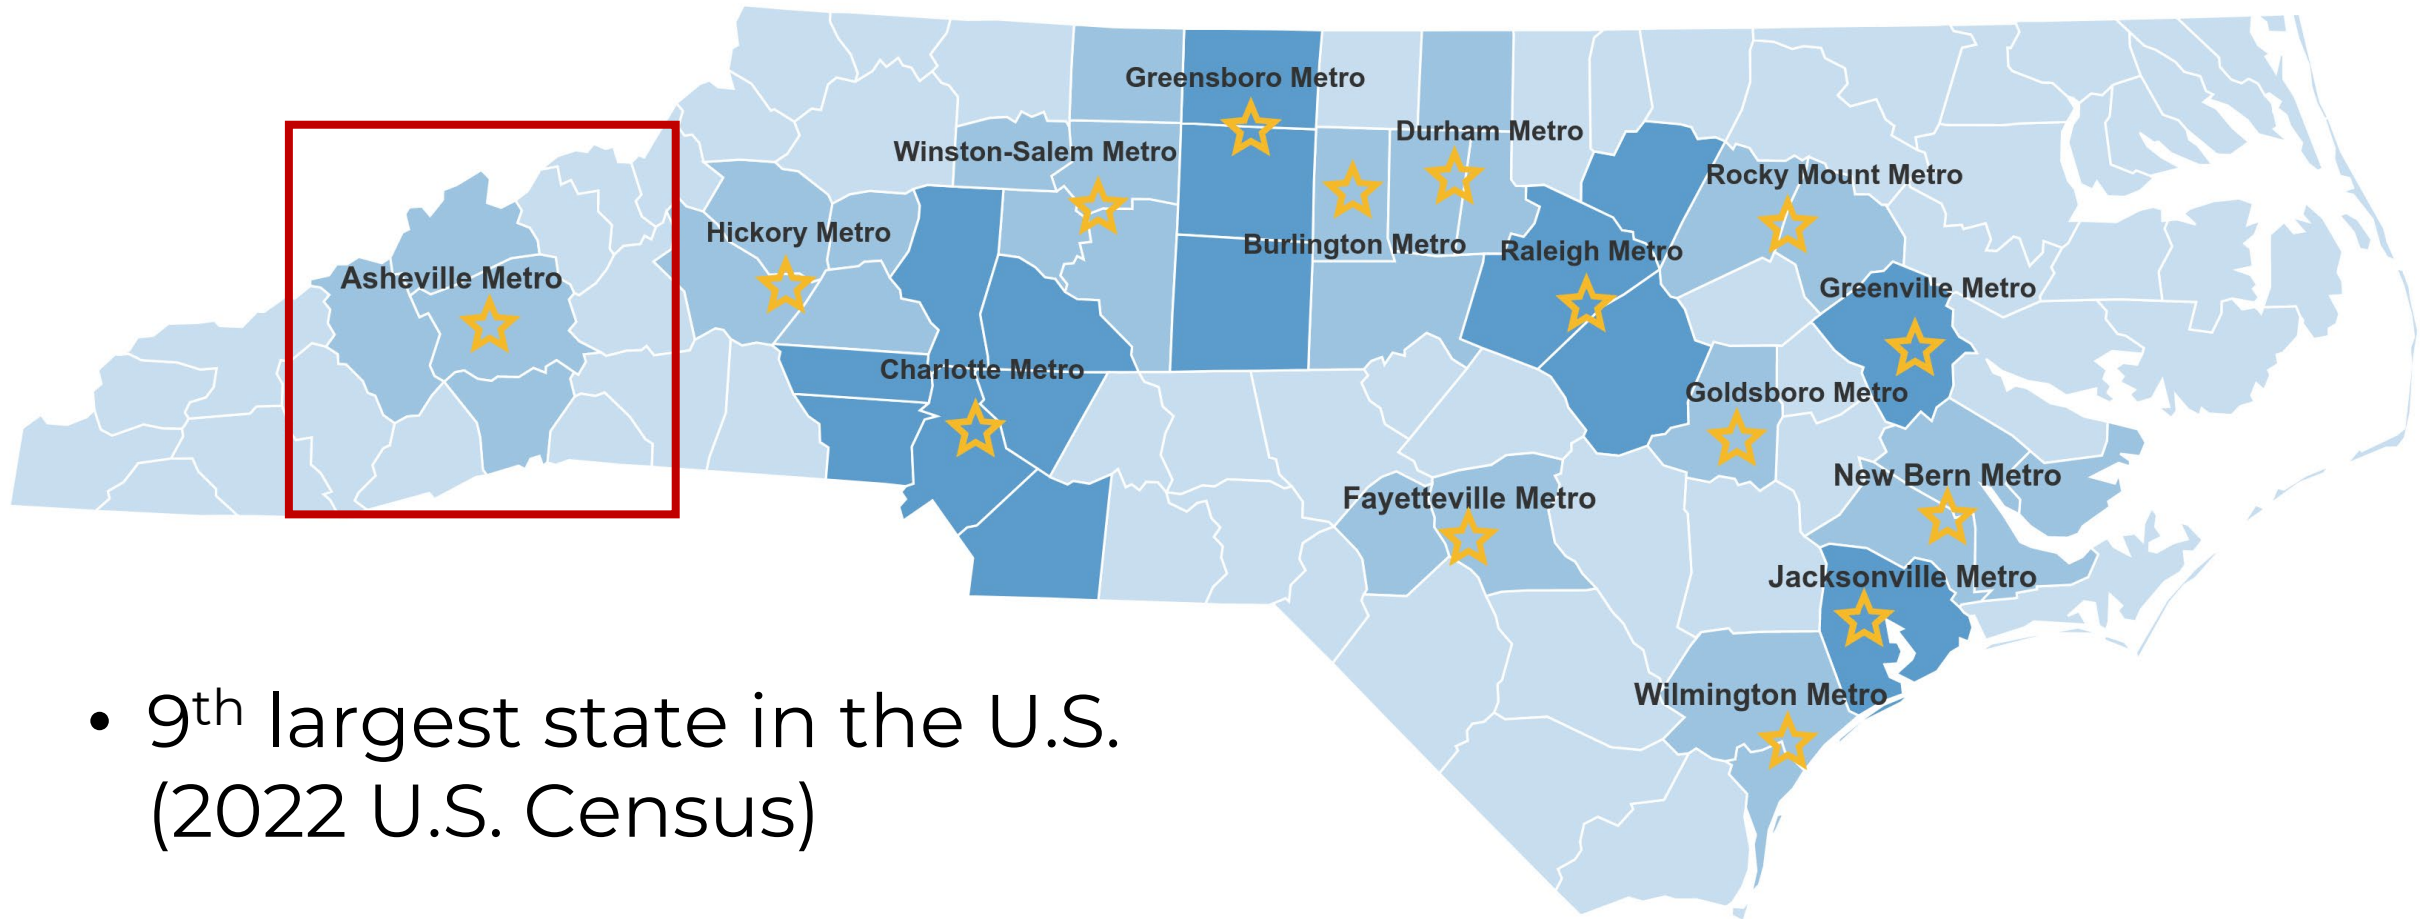 Greensboro Metro
Durham Metro
Winston-Salem Metro
Rocky Mount Metro
Hickory Metro
Burlington Metro
Raleigh Metro
Asheville Metro
Greenville Metro
Charlotte Metro
Goldsboro Metro
New Bern Metro
Fayetteville Metro
Jacksonville Metro
Wilmington Metro
• 9th largest state in the U.S.
(2022 U.S. Census)